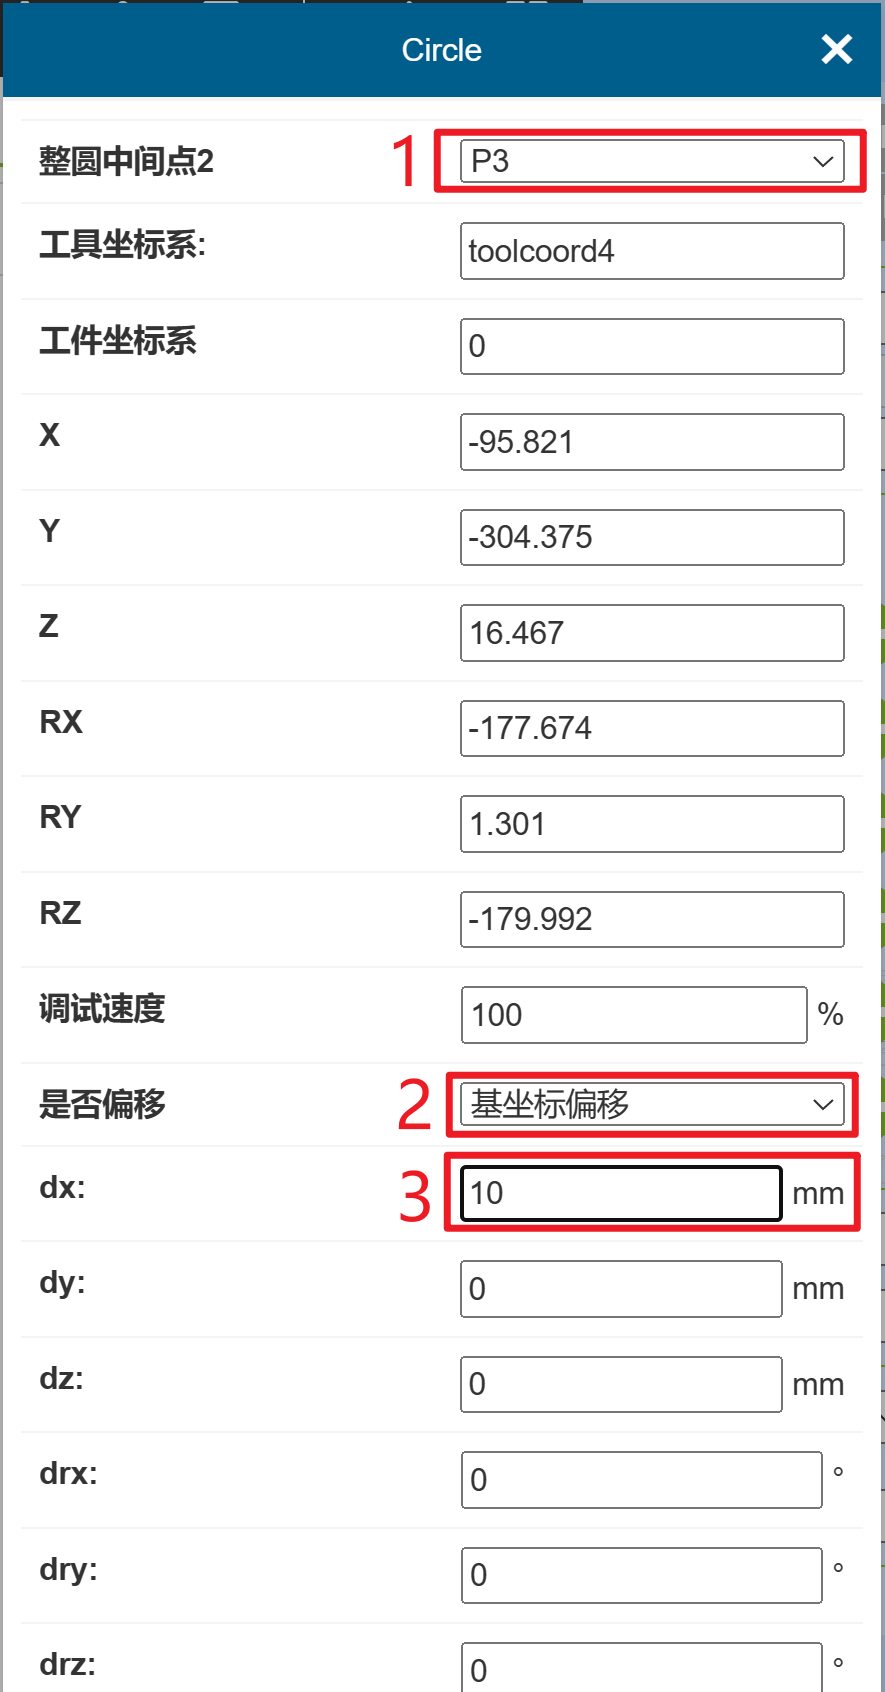 Circle
整圆中间点2 1 P3
工具坐标系: toolcoord4
工件坐标系 0
X -95.821
Y -304.375
Z 16.467
RX -177.674
RY 1.301
RZ -179.992
调试速度 100 %
是否偏移 2 基坐标偏移
dx: 3 10 mm
dy: 0 mm
dz: 0 mm
drx: 0 °
dry: 0 °
drz: 0 °